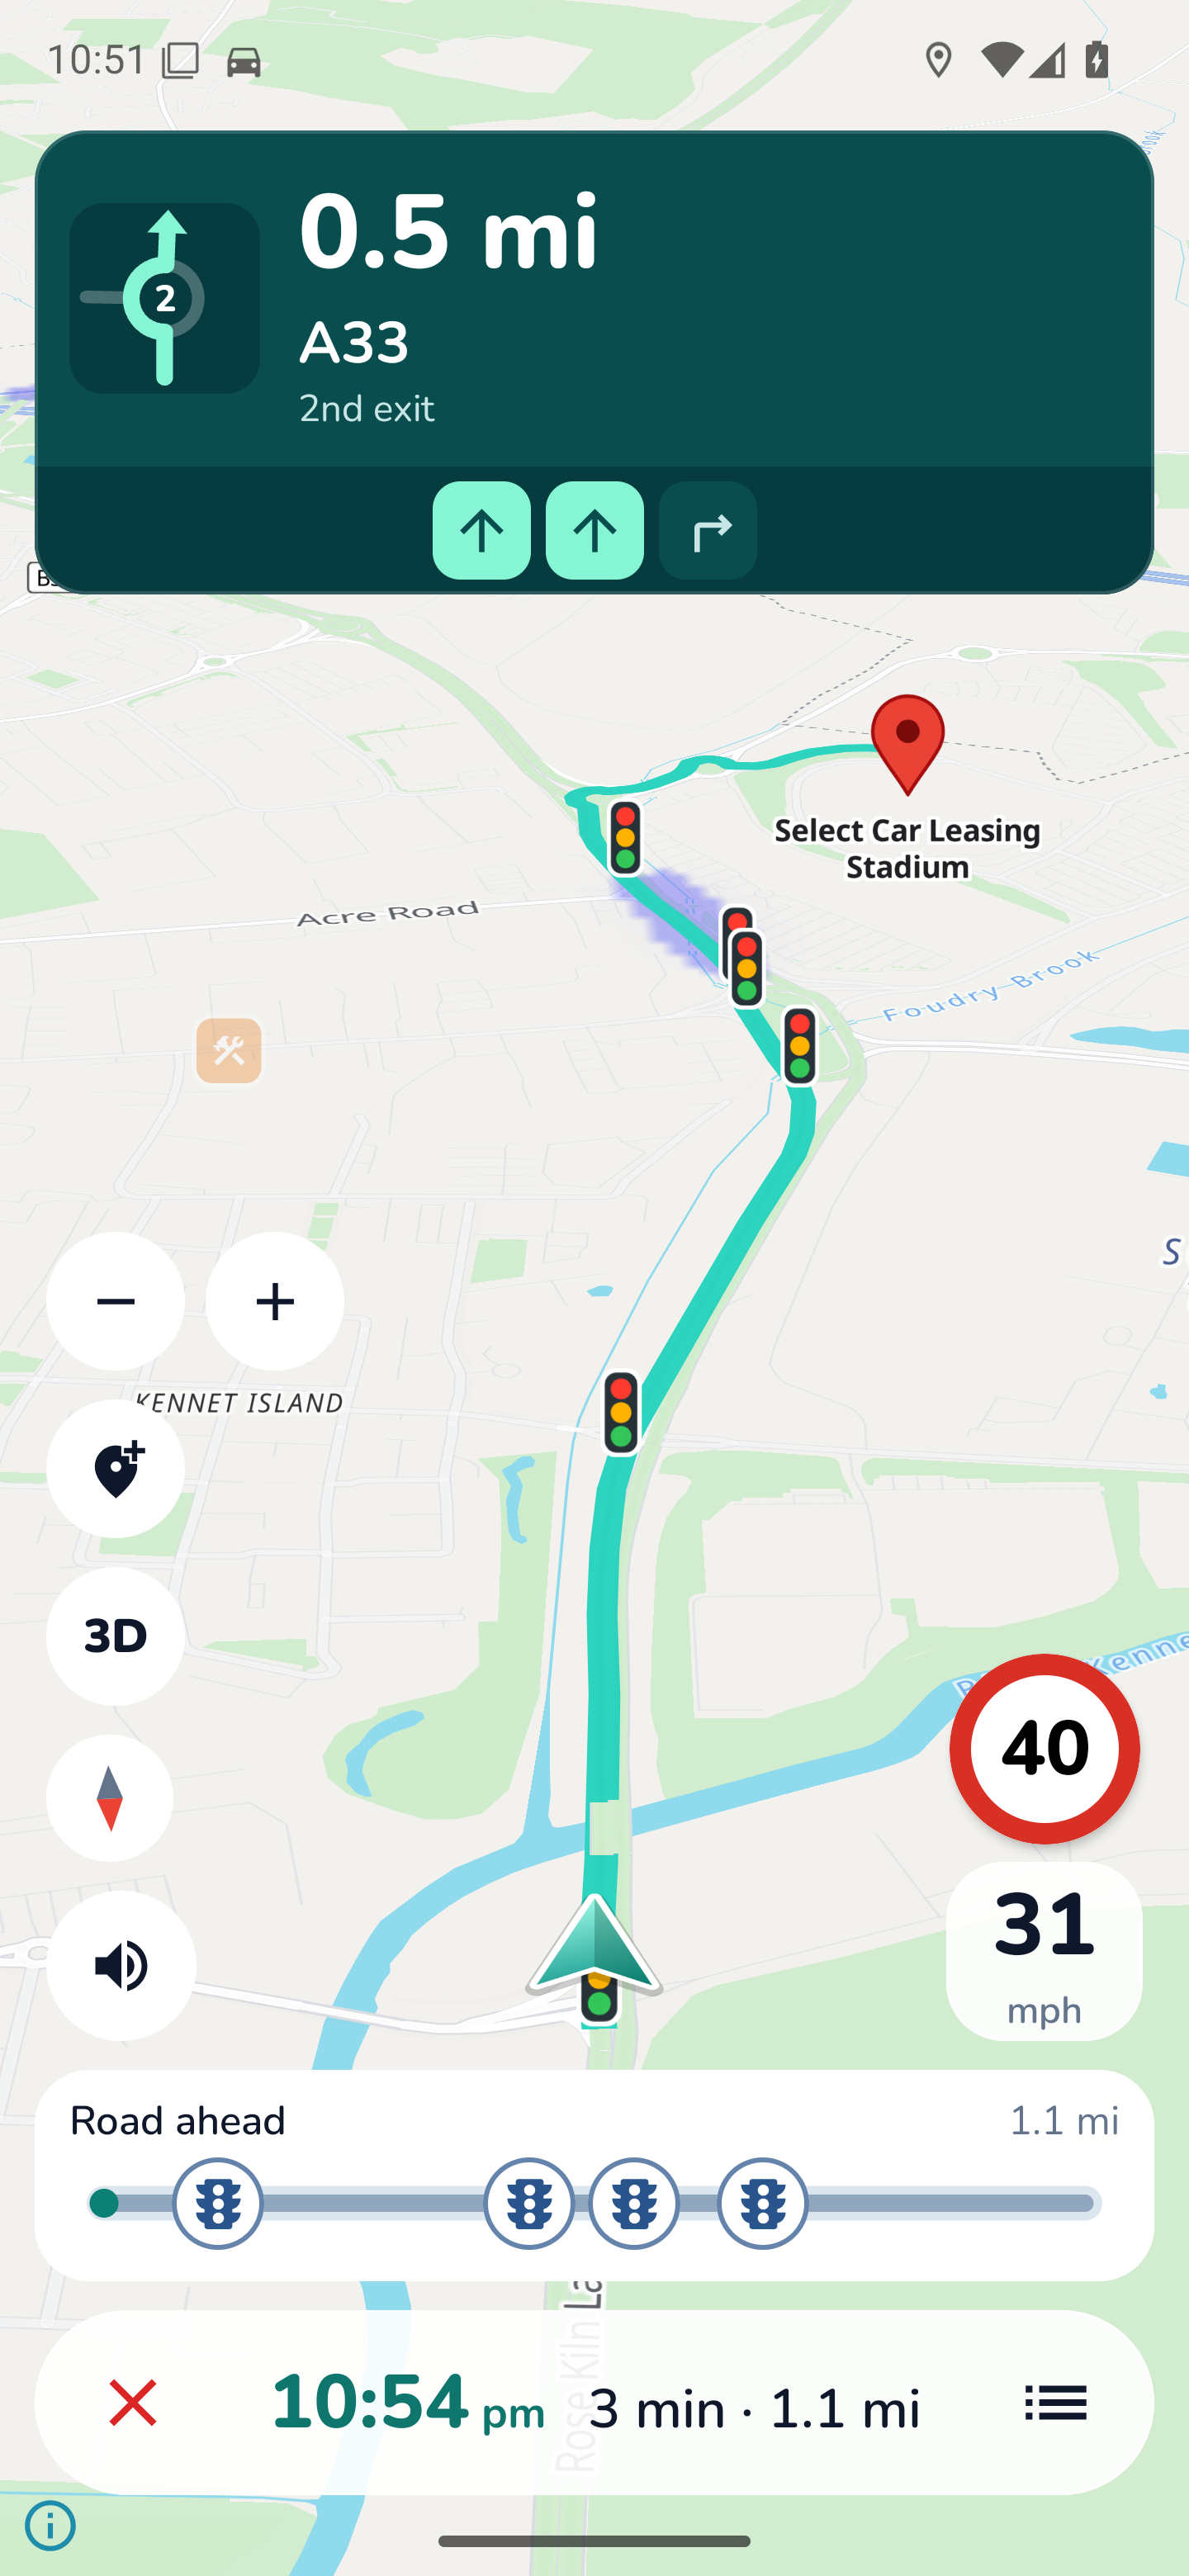 10:51
0.5 mi
2
A33
2nd exit
Select Car Leasing
Stadium
Acre Road
Foudry Brook
S
KENNET ISLAND
3D
40
31
mph
Road ahead
1.1 mi
Rose Kiln La
10:54 pm
3 min · 1.1 mi